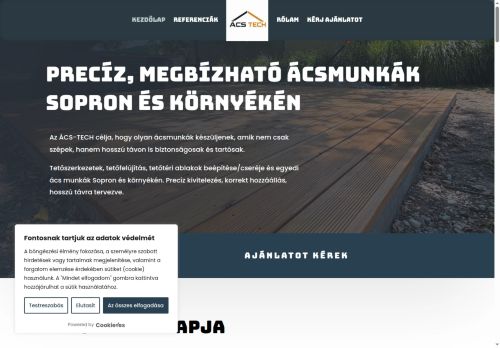 KEZDŐLAP REFERENCIÁK ÁCS TECH RÓLAM KÉRJ AJÁNLATOT
PRECÍZ, MEGBÍZHATÓ ÁCSMUNKÁK
SOPRON ÉS KÖRNYÉKÉN
Az ÁCS-TECH célja, hogy olyan ácsmunkák készüljenek, amik nem csak
szépek, hanem hosszú távon is biztonságosak és tartósak.
Tetőszerkezetek, tetőfelújítás, tetőtéri ablakok beépítése/cseréje és egyedi
ács munkák Sopron és környékén. Precíz kivitelezés, korrekt hozzáállás,
hosszú távra tervezve.
AJÁNLATOT KÉREK
Fontosnak tartjuk az adatok védelmét
A böngészési élmény fokozása, a személyre szabott
hirdetések vagy tartalmak megjelenítése, valamint a
forgalom elemzése érdekében sütiket (cookie)
használunk. A "Mindet elfogadom" gombra kattintva
hozzájárulhat a sütik használatához.
Testreszabás Elutasít Az összes elfogadása
Powered by CookieYes
LAPJA